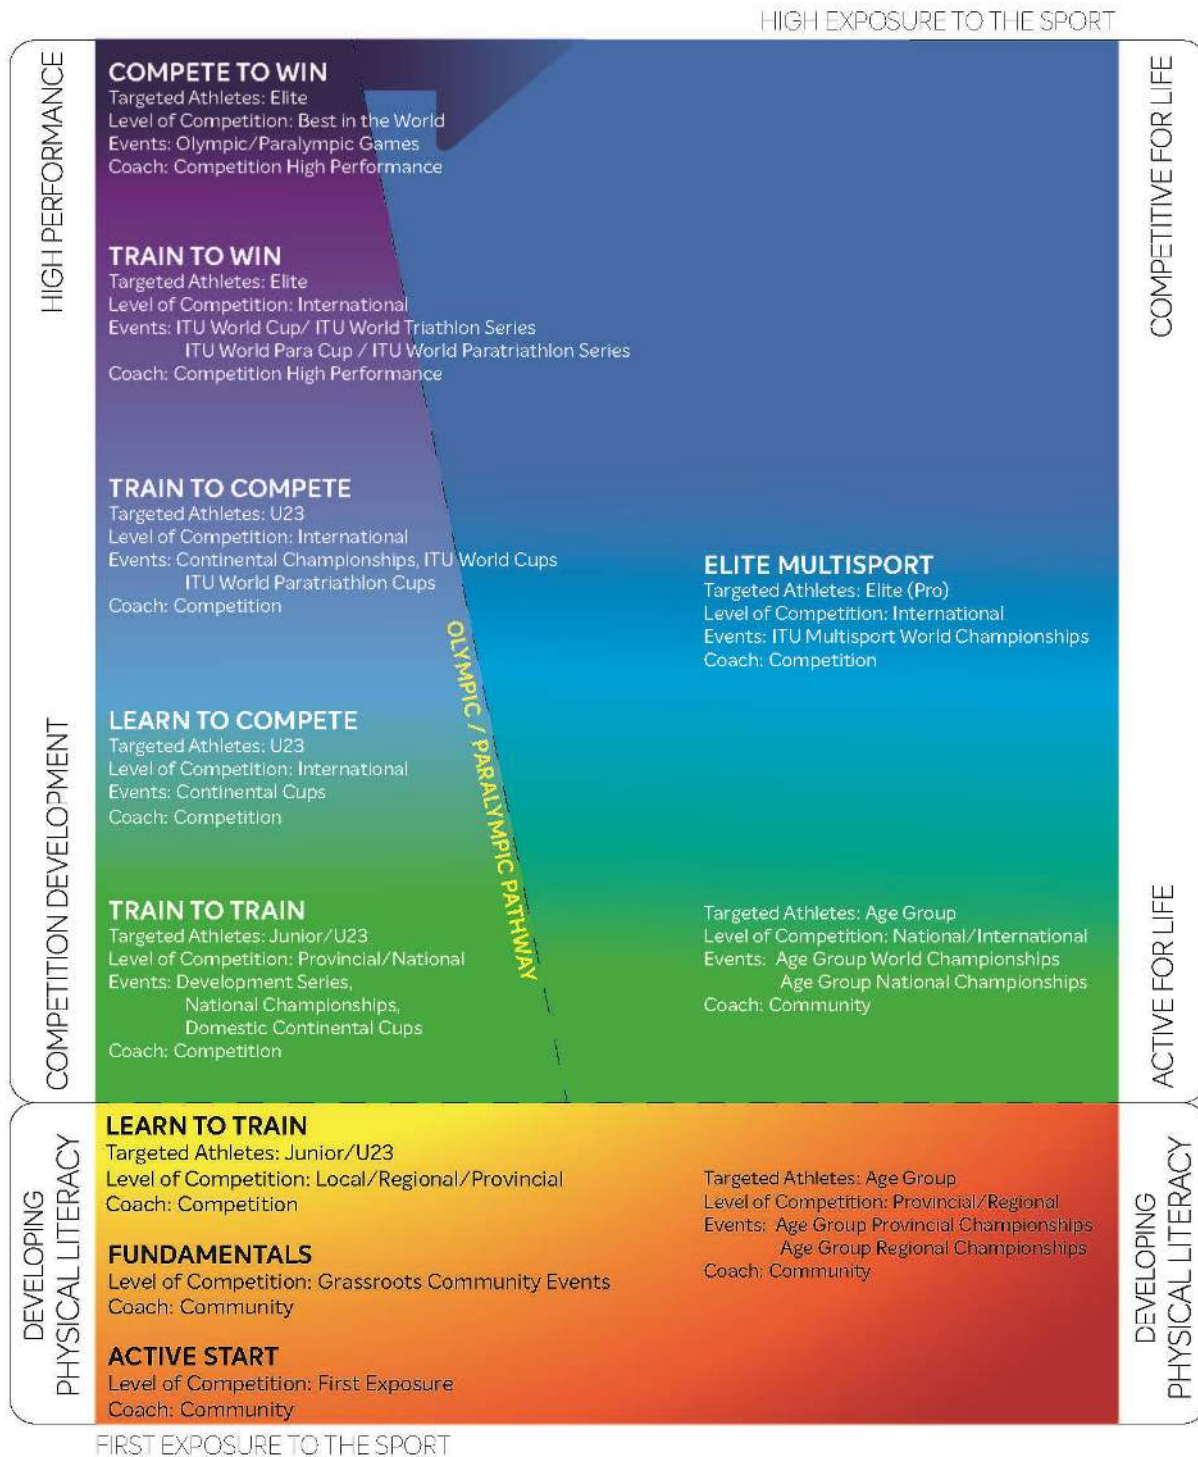 HIGH EXPOSURE TO THE SPORT
HIGH PERFORMANCE
COMPETITION DEVELOPMENT
DEVELOPING
PHYSICAL LITERACY
COMPETE TO WIN
Targeted Athletes: Elite
Level of Competition: Best in the World
Events: Olympic/Paralympic Games
Coach: Competition High Performance
TRAIN TO WIN
Targeted Athletes: Elite
Level of Competition: International
Events: ITU World Cup/ ITU World Triathlon Series
ITU World Para Cup / ITU World Paratriathlon Series
Coach: Competition High Performance
TRAIN TO COMPETE
Targeted Athletes: U23
Level of Competition: International
Events: Continental Championships, ITU World Cups
ITU World Paratriathlon Cups
Coach: Competition
LEARN TO COMPETE
Targeted Athletes: U23
Level of Competition: International
Events: Continental Cups
Coach: Competition
TRAIN TO TRAIN
Targeted Athletes: Junior/U23
Level of Competition: Provincial/National
Events: Development Series,
National Championships,
Domestic Continental Cups
Coach: Competition
OLYMPIC / PARALYMPIC PATHWAY
ELITE MULTISPORT
Targeted Athletes: Elite (Pro)
Level of Competition: International
Events: ITU Multisport World Championships
Coach: Competition
Targeted Athletes: Age Group
Level of Competition: National/International
Events: Age Group World Championships
Age Group National Championships
Coach: Community
LEARN TO TRAIN
Targeted Athletes: Junior/U23
Level of Competition: Local/Regional/Provincial
Coach: Competition
FUNDAMENTALS
Level of Competition: Grassroots Community Events
Coach: Community
ACTIVE START
Level of Competition: First Exposure
Coach: Community
Targeted Athletes: Age Group
Level of Competition: Provincial/Regional
Events: Age Group Provincial Championships
Age Group Regional Championships
Coach: Community
COMPETITIVE FOR LIFE
ACTIVE FOR LIFE
DEVELOPING
PHYSICAL LITERACY
FIRST EXPOSURE TO THE SPORT